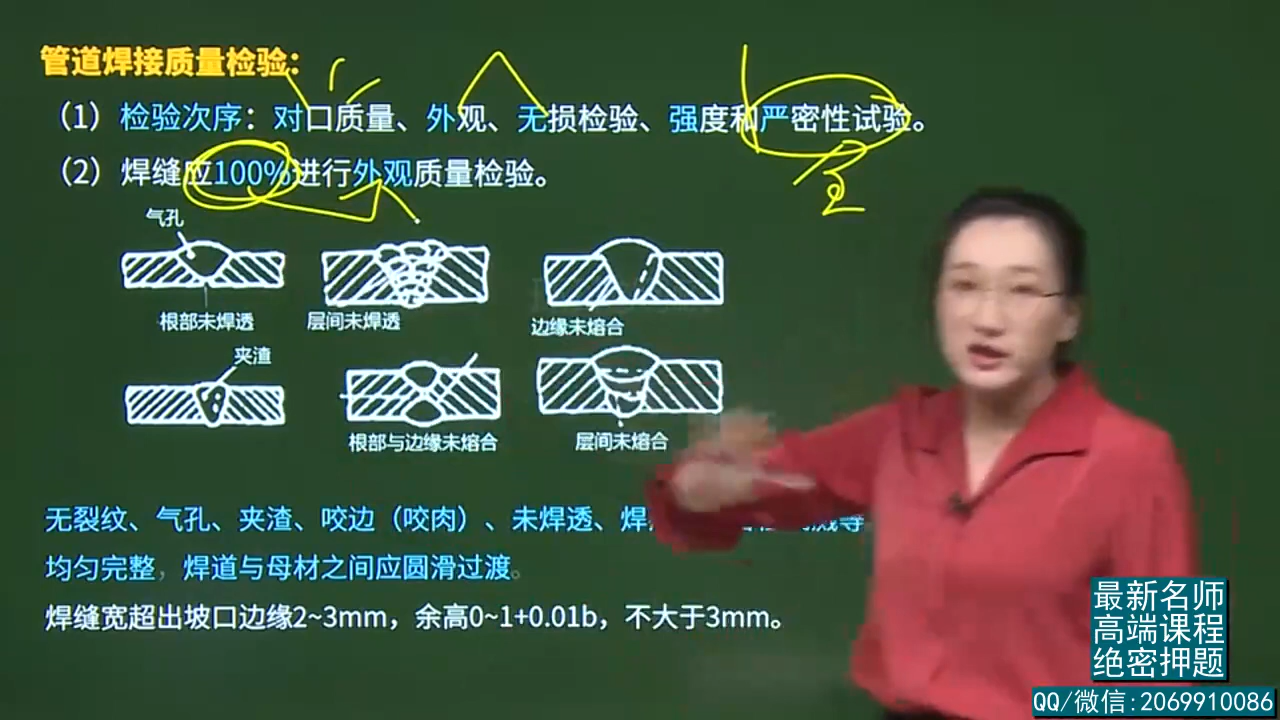 管道焊接质量检验：
（1）检验次序：对口质量、外观、无损检验、强度和严密性试验。
（2）焊缝应100%进行外观质量检验。
气孔
根部未焊透
层间未焊透
边缘未熔合
夹渣
根部与边缘未熔合
层间未熔合
无裂纹、气孔、夹渣、咬边（咬肉）、未焊透、焊
均匀完整，焊道与母材之间应圆滑过渡。
焊缝宽超出坡口边缘2~3mm，余高0~1+0.01b，不大于3mm。
最新名师
高端课程
绝密押题
QQ/微信:2069910086